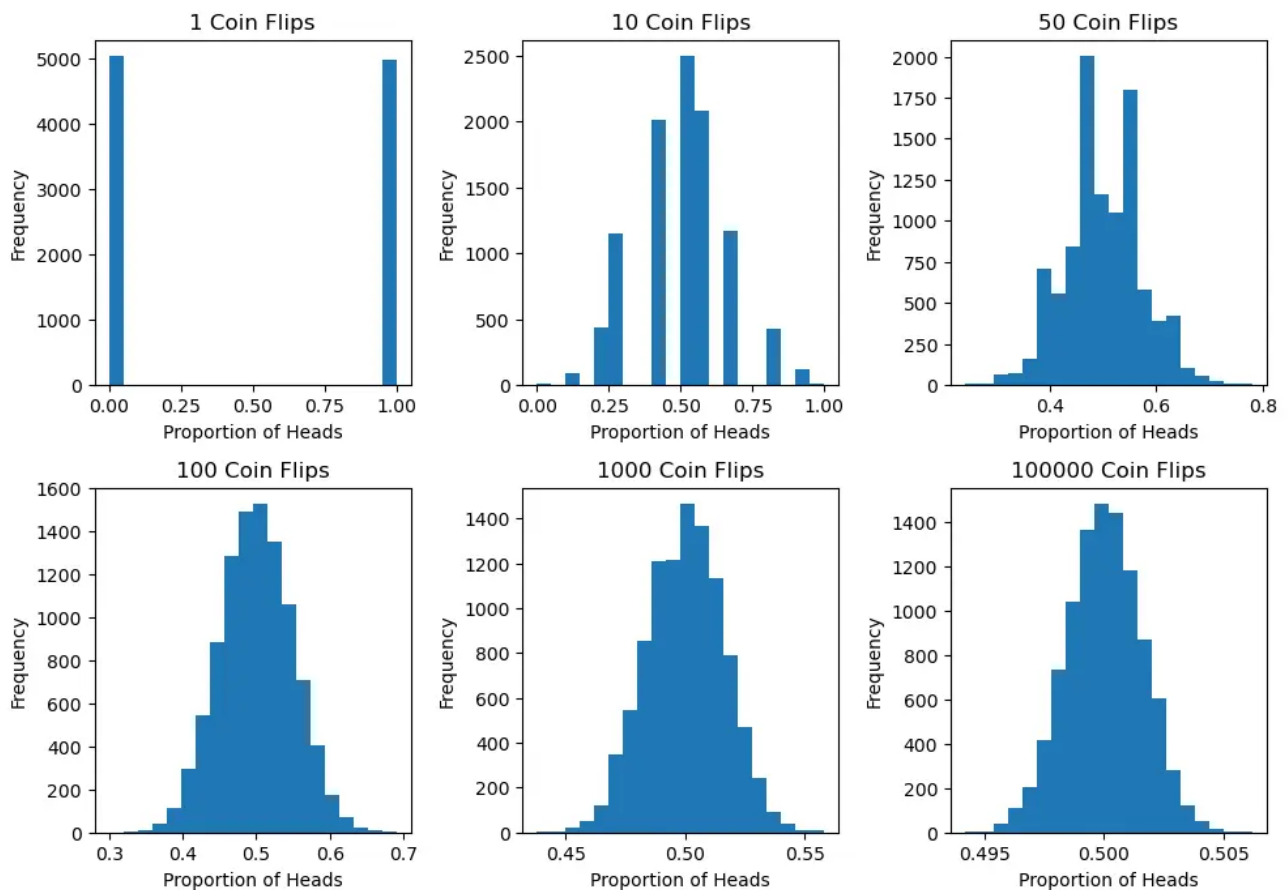 1 Coin Flips
5000
4000
3000
2000
1000
0
Frequency
0.00 0.25 0.50 0.75 1.00
Proportion of Heads
10 Coin Flips
2500
2000
1500
1000
500
0
Frequency
0.00 0.25 0.50 0.75 1.00
Proportion of Heads
50 Coin Flips
2000
1750
1500
1250
1000
750
500
250
0
Frequency
0.4 0.6 0.8
Proportion of Heads
100 Coin Flips
1600
1400
1200
1000
800
600
400
200
0
Frequency
0.3 0.4 0.5 0.6 0.7
Proportion of Heads
1000 Coin Flips
1400
1200
1000
800
600
400
200
0
Frequency
0.45 0.50 0.55
Proportion of Heads
100000 Coin Flips
1400
1200
1000
800
600
400
200
0
Frequency
0.495 0.500 0.505
Proportion of Heads